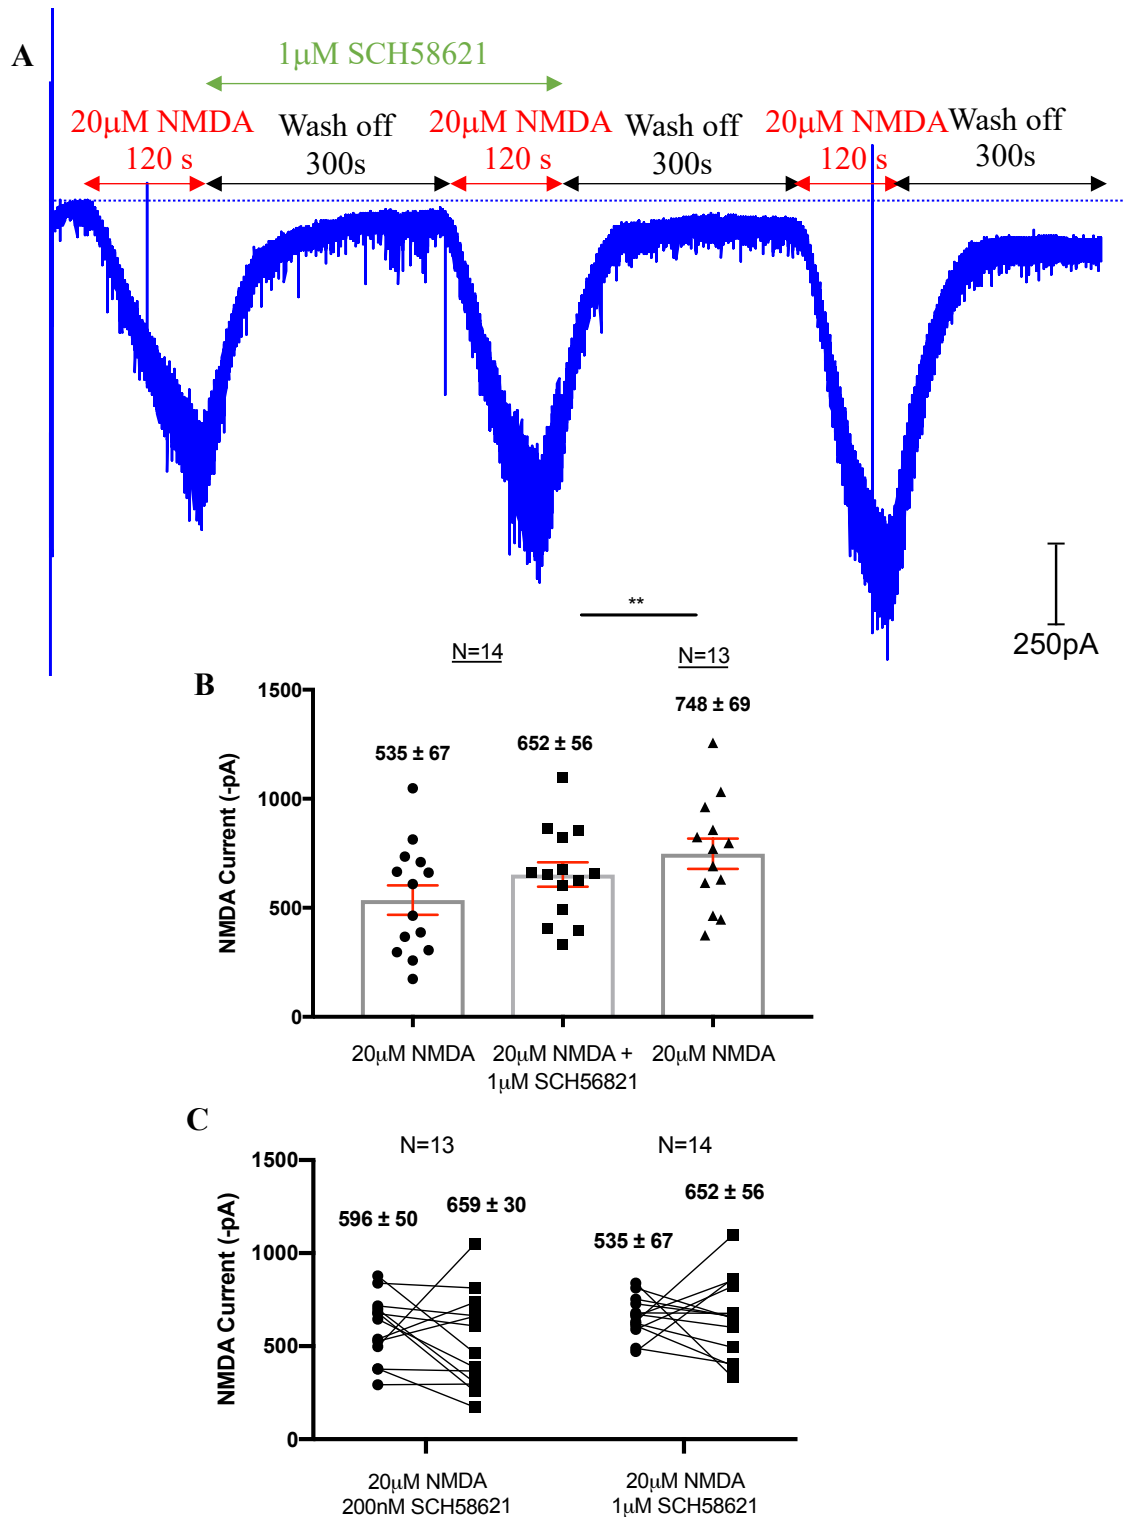 A
1μM SCH58621
20μM NMDA
120 s
Wash off
300s
20μM NMDA
120 s
Wash off
300s
20μM NMDA
120 s
Wash off
300s
250pA
**
N=14
N=13
B
NMDA Current (-pA)
1500
1000
500
0
535 ± 67
652 ± 56
748 ± 69
20μM NMDA
20μM NMDA +
1μM SCH56821
20μM NMDA
C
N=13
N=14
NMDA Current (-pA)
1500
1000
500
0
596 ± 50
659 ± 30
535 ± 67
652 ± 56
20μM NMDA
200nM SCH58621
20μM NMDA
1μM SCH58621